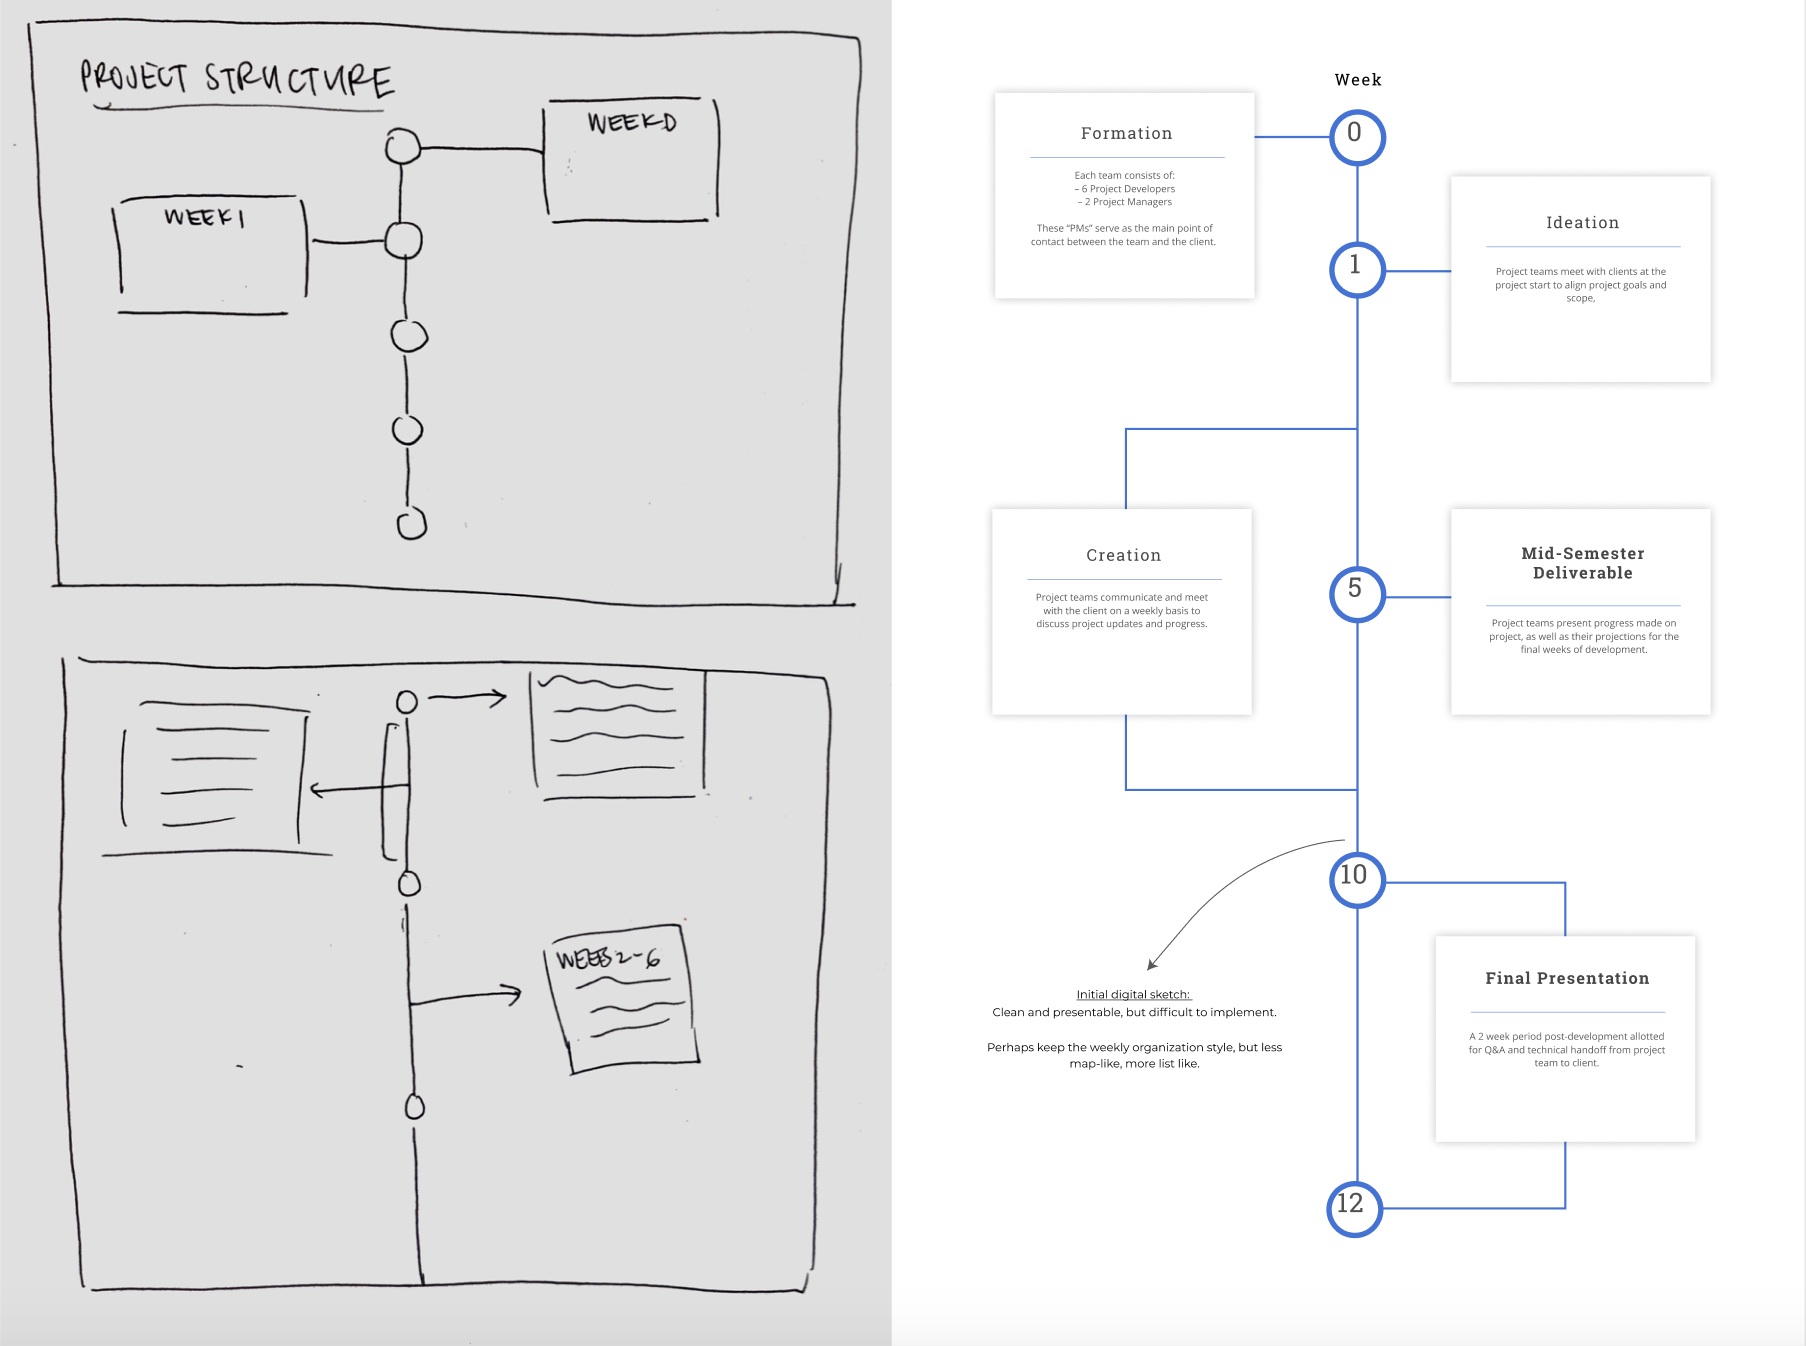 PROJECT STRUCTURE
WEEK 0
WEEK 1
WEEKS 2-6
Week
0
Formation
Each team consists of:
– 6 Project Developers
– 2 Project Managers
These “PMs” serve as the main point of
contact between the team and the client.
1
Ideation
Project teams meet with clients at the
project start to align project goals and
scope,
Creation
Project teams communicate and meet
with the client on a weekly basis to
discuss project updates and progress.
5
Mid-Semester
Deliverable
Project teams present progress made on
project, as well as their projections for the
final weeks of development.
10
Initial digital sketch:
Clean and presentable, but difficult to implement.
Perhaps keep the weekly organization style, but less
map-like, more list like.
Final Presentation
A 2 week period post-development allotted
for Q&A and technical handoff from project
team to client.
12